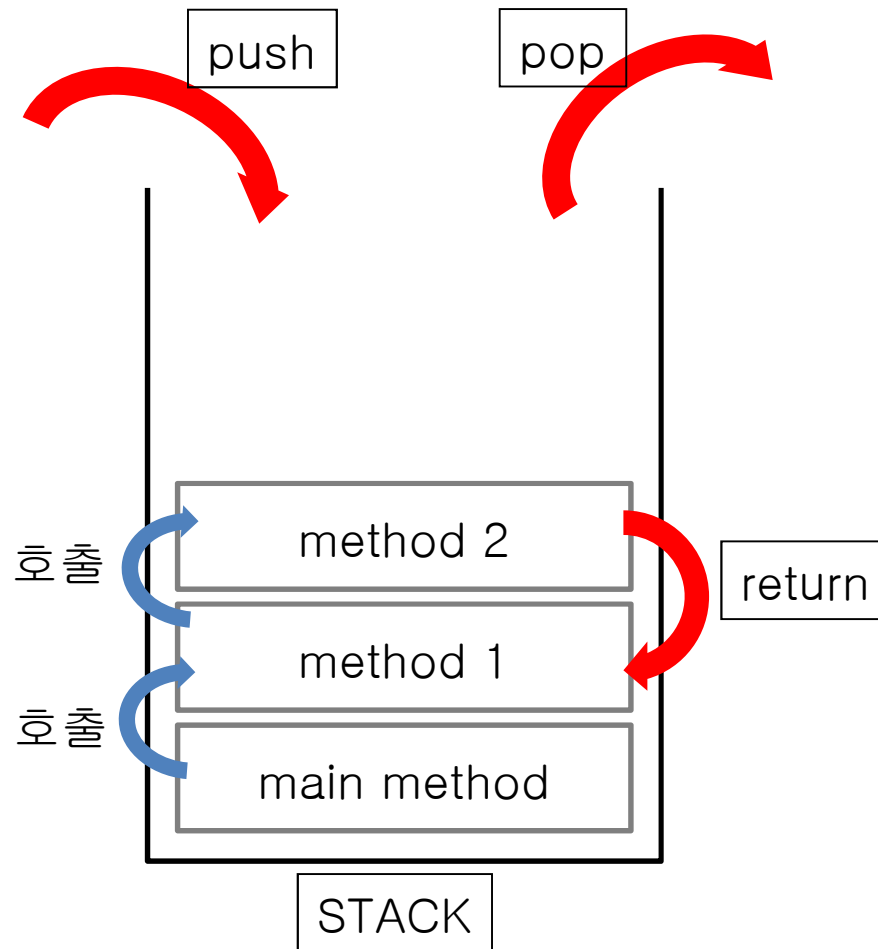 push
pop
method 2
호출
return
method 1
호출
main method
STACK